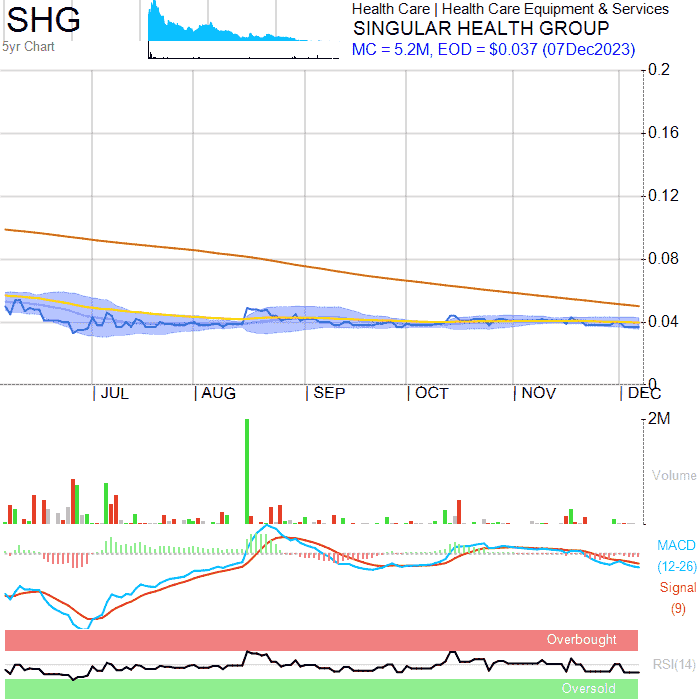 SHG
5yr Chart
Health Care | Health Care Equipment & Services
SINGULAR HEALTH GROUP
MC = 5.2M, EOD = $0.037 (07Dec2023)
0.2
0.16
0.12
0.08
0.04
0
JUL AUG SEP OCT NOV DEC
2M
Volume
MACD
(12-26)
Signal
(9)
Overbought
RSI(14)
Oversold